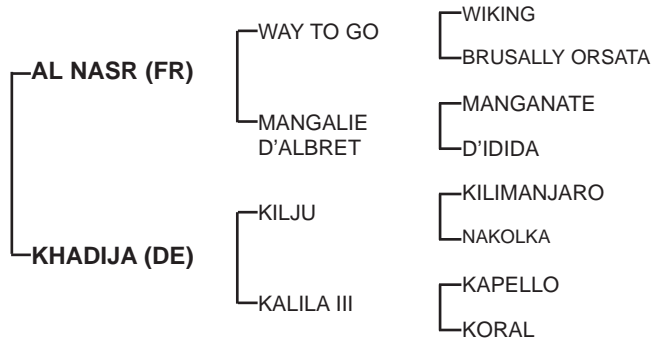 AL NASR (FR)
KHADIJA (DE)
WAY TO GO
MANGALIE
D'ALBRET
KILJU
KALILA III
WIKING
BRUSALLY ORSATA
MANGANATE
D’IDIDA
KILIMANJARO
NAKOLKA
KAPELLO
KORAL